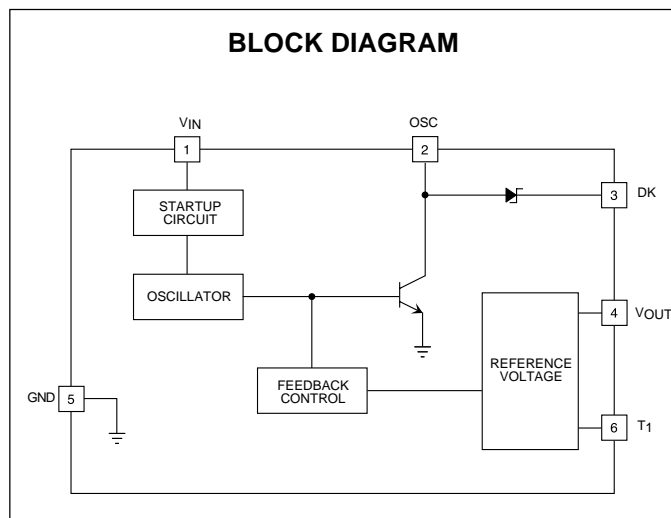 BLOCK DIAGRAM
VIN
OSC
1
2
STARTUP
CIRCUIT
3
DK
OSCILLATOR
4
VOUT
REFERENCE
VOLTAGE
FEEDBACK
CONTROL
GND
5
6
T1